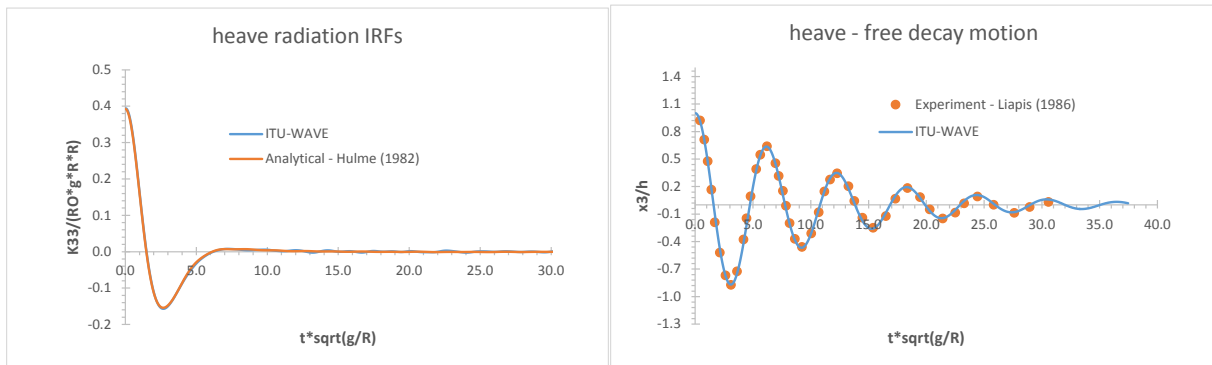 heave radiation IRFs
0.5
0.4
0.3
0.2
0.1
0.0
-0.1
-0.2
0.0 5.0 10.0 15.0 20.0 25.0 30.0
K33/(RO*g*R*R)
t*sqrt(g/R)
ITU-WAVE
Analytical - Hulme (1982)
heave - free decay motion
1.4
1.1
0.8
0.5
0.2
-0.1
-0.4
-0.7
-1.0
-1.3
0.0 5.0 10.0 15.0 20.0 25.0 30.0 35.0 40.0
x3/h
t*sqrt(g/R)
Experiment - Liapis (1986)
ITU-WAVE